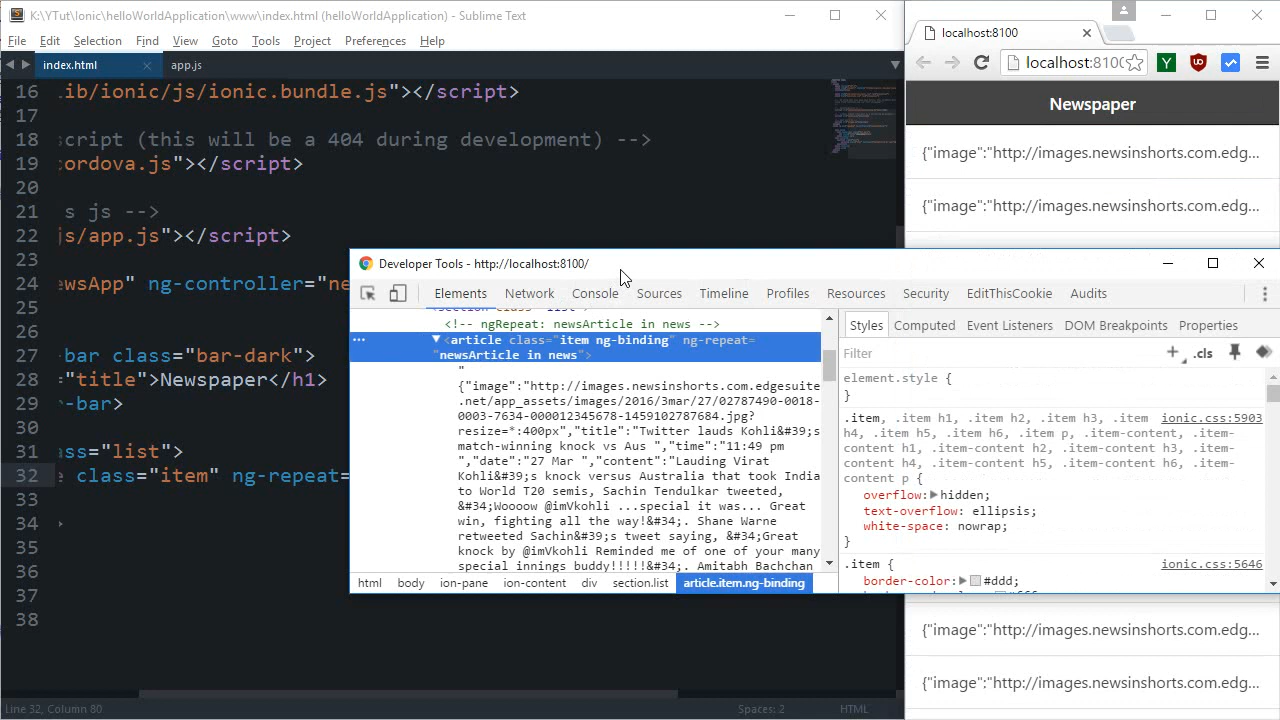 K:\YTut\Ionic\helloWorldApplication\www\index.html (helloWorldApplication) - Sublime Text
File Edit Selection Find View Goto Tools Project Preferences Help
index.html app.js
16 ib/ionic/js/ionic.bundle.js"></script>
17
18 script (this will be a 404 during development) -->
19 cordova.js"></script>
20
21 s js -->
22 js/app.js"></script>
23
24 ewsApp" ng-controller="ne
25
26
27 -bar class="bar-dark">
28 ="title">Newspaper</h1>
29 -bar>
30
31 ass="list">
32 e class="item" ng-repeat=
33
34 >
35
36
37
38
Line 32, Column 80 Spaces: 2 HTML
localhost:8100
localhost:8100
Newspaper
{"image":"http://images.newsinshorts.com.edg...
{"image":"http://images.newsinshorts.com.edg...
Developer Tools - http://localhost:8100/
Elements Network Console Sources Timeline Profiles Resources Security EditThisCookie Audits
<section class="list">
<!-- ngRepeat: newsArticle in news -->
<article class="item ng-binding" ng-repeat=
"newsArticle in news">
"
{"image":"http://images.newsinshorts.com.edgesuite
.net/app_assets/images/2016/3mar/27/02787490-0018-
0003-7634-000012345678-1459102787684.jpg?
resize=*:400px","title":"Twitter lauds Kohli&#39;s
match-winning knock vs Aus ","time":"11:49 pm
","date":"27 Mar ","content":"Lauding Virat
Kohli&#39;s knock versus Australia that took India
to World T20 semis, Sachin Tendulkar tweeted,
&#34;Woooow @imVkohli ...special it was... Great
win, fighting all the way!&#34;. Shane Warne
retweeted Sachin&#39;s tweet saying, &#34;Great
knock by @imVkohli Reminded me of one of your many
special innings buddy!!!!!&#34;. Amitabh Bachchan
html body ion-pane ion-content div section.list article.item.ng-binding
Styles Computed Event Listeners DOM Breakpoints Properties
Filter .cls
element.style {
}
.item, .item h1, .item h2, .item h3, .item ionic.css:5903
h4, .item h5, .item h6, .item p, .item-content, .item-
content h1, .item-content h2, .item-content h3, .item-
content h4, .item-content h5, .item-content h6, .item-
content p {
overflow: hidden;
text-overflow: ellipsis;
white-space: nowrap;
}
.item { ionic.css:5646
border-color: #ddd;
{"image":"http://images.newsinshorts.com.edg...
{"image":"http://images.newsinshorts.com.edg...